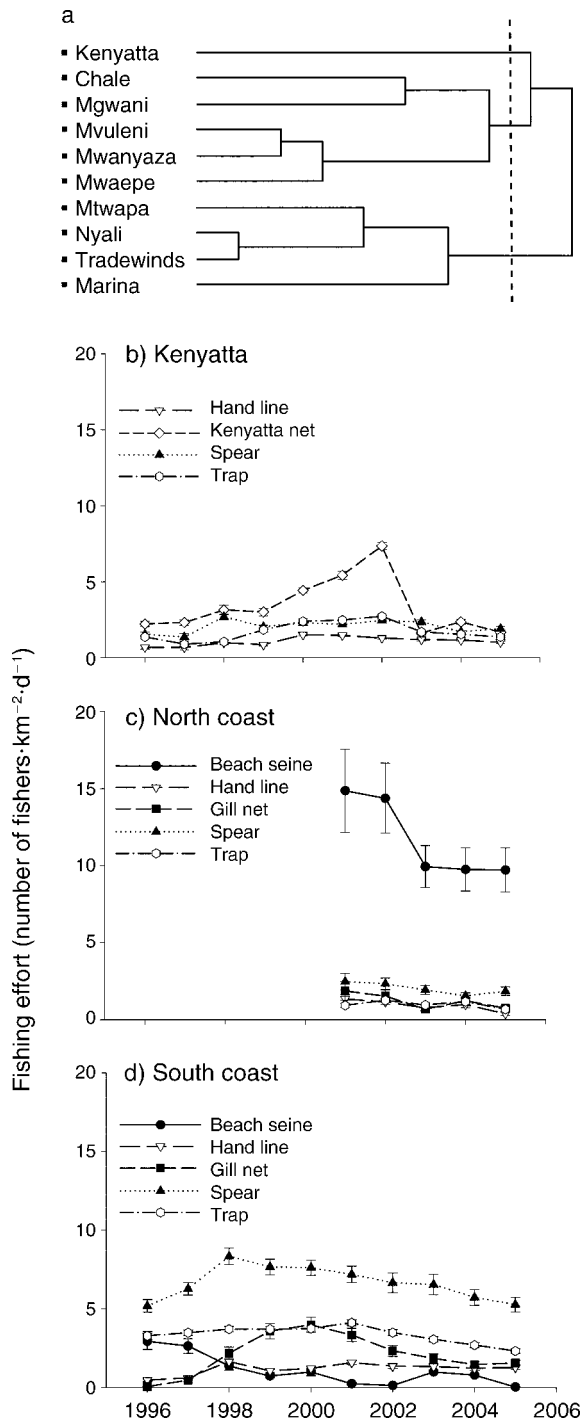 a
Kenyatta
Chale
Mgwani
Mvuleni
Mwanyaza
Mwaepe
Mtwapa
Nyali
Tradewinds
Marina
Fishing effort (number of fishers·km⁻²·d⁻¹)
b) Kenyatta
Hand line
Kenyatta net
Spear
Trap
20
15
10
5
0
c) North coast
Beach seine
Hand line
Gill net
Spear
Trap
20
15
10
5
0
d) South coast
Beach seine
Hand line
Gill net
Spear
Trap
20
15
10
5
0
1996 1998 2000 2002 2004 2006